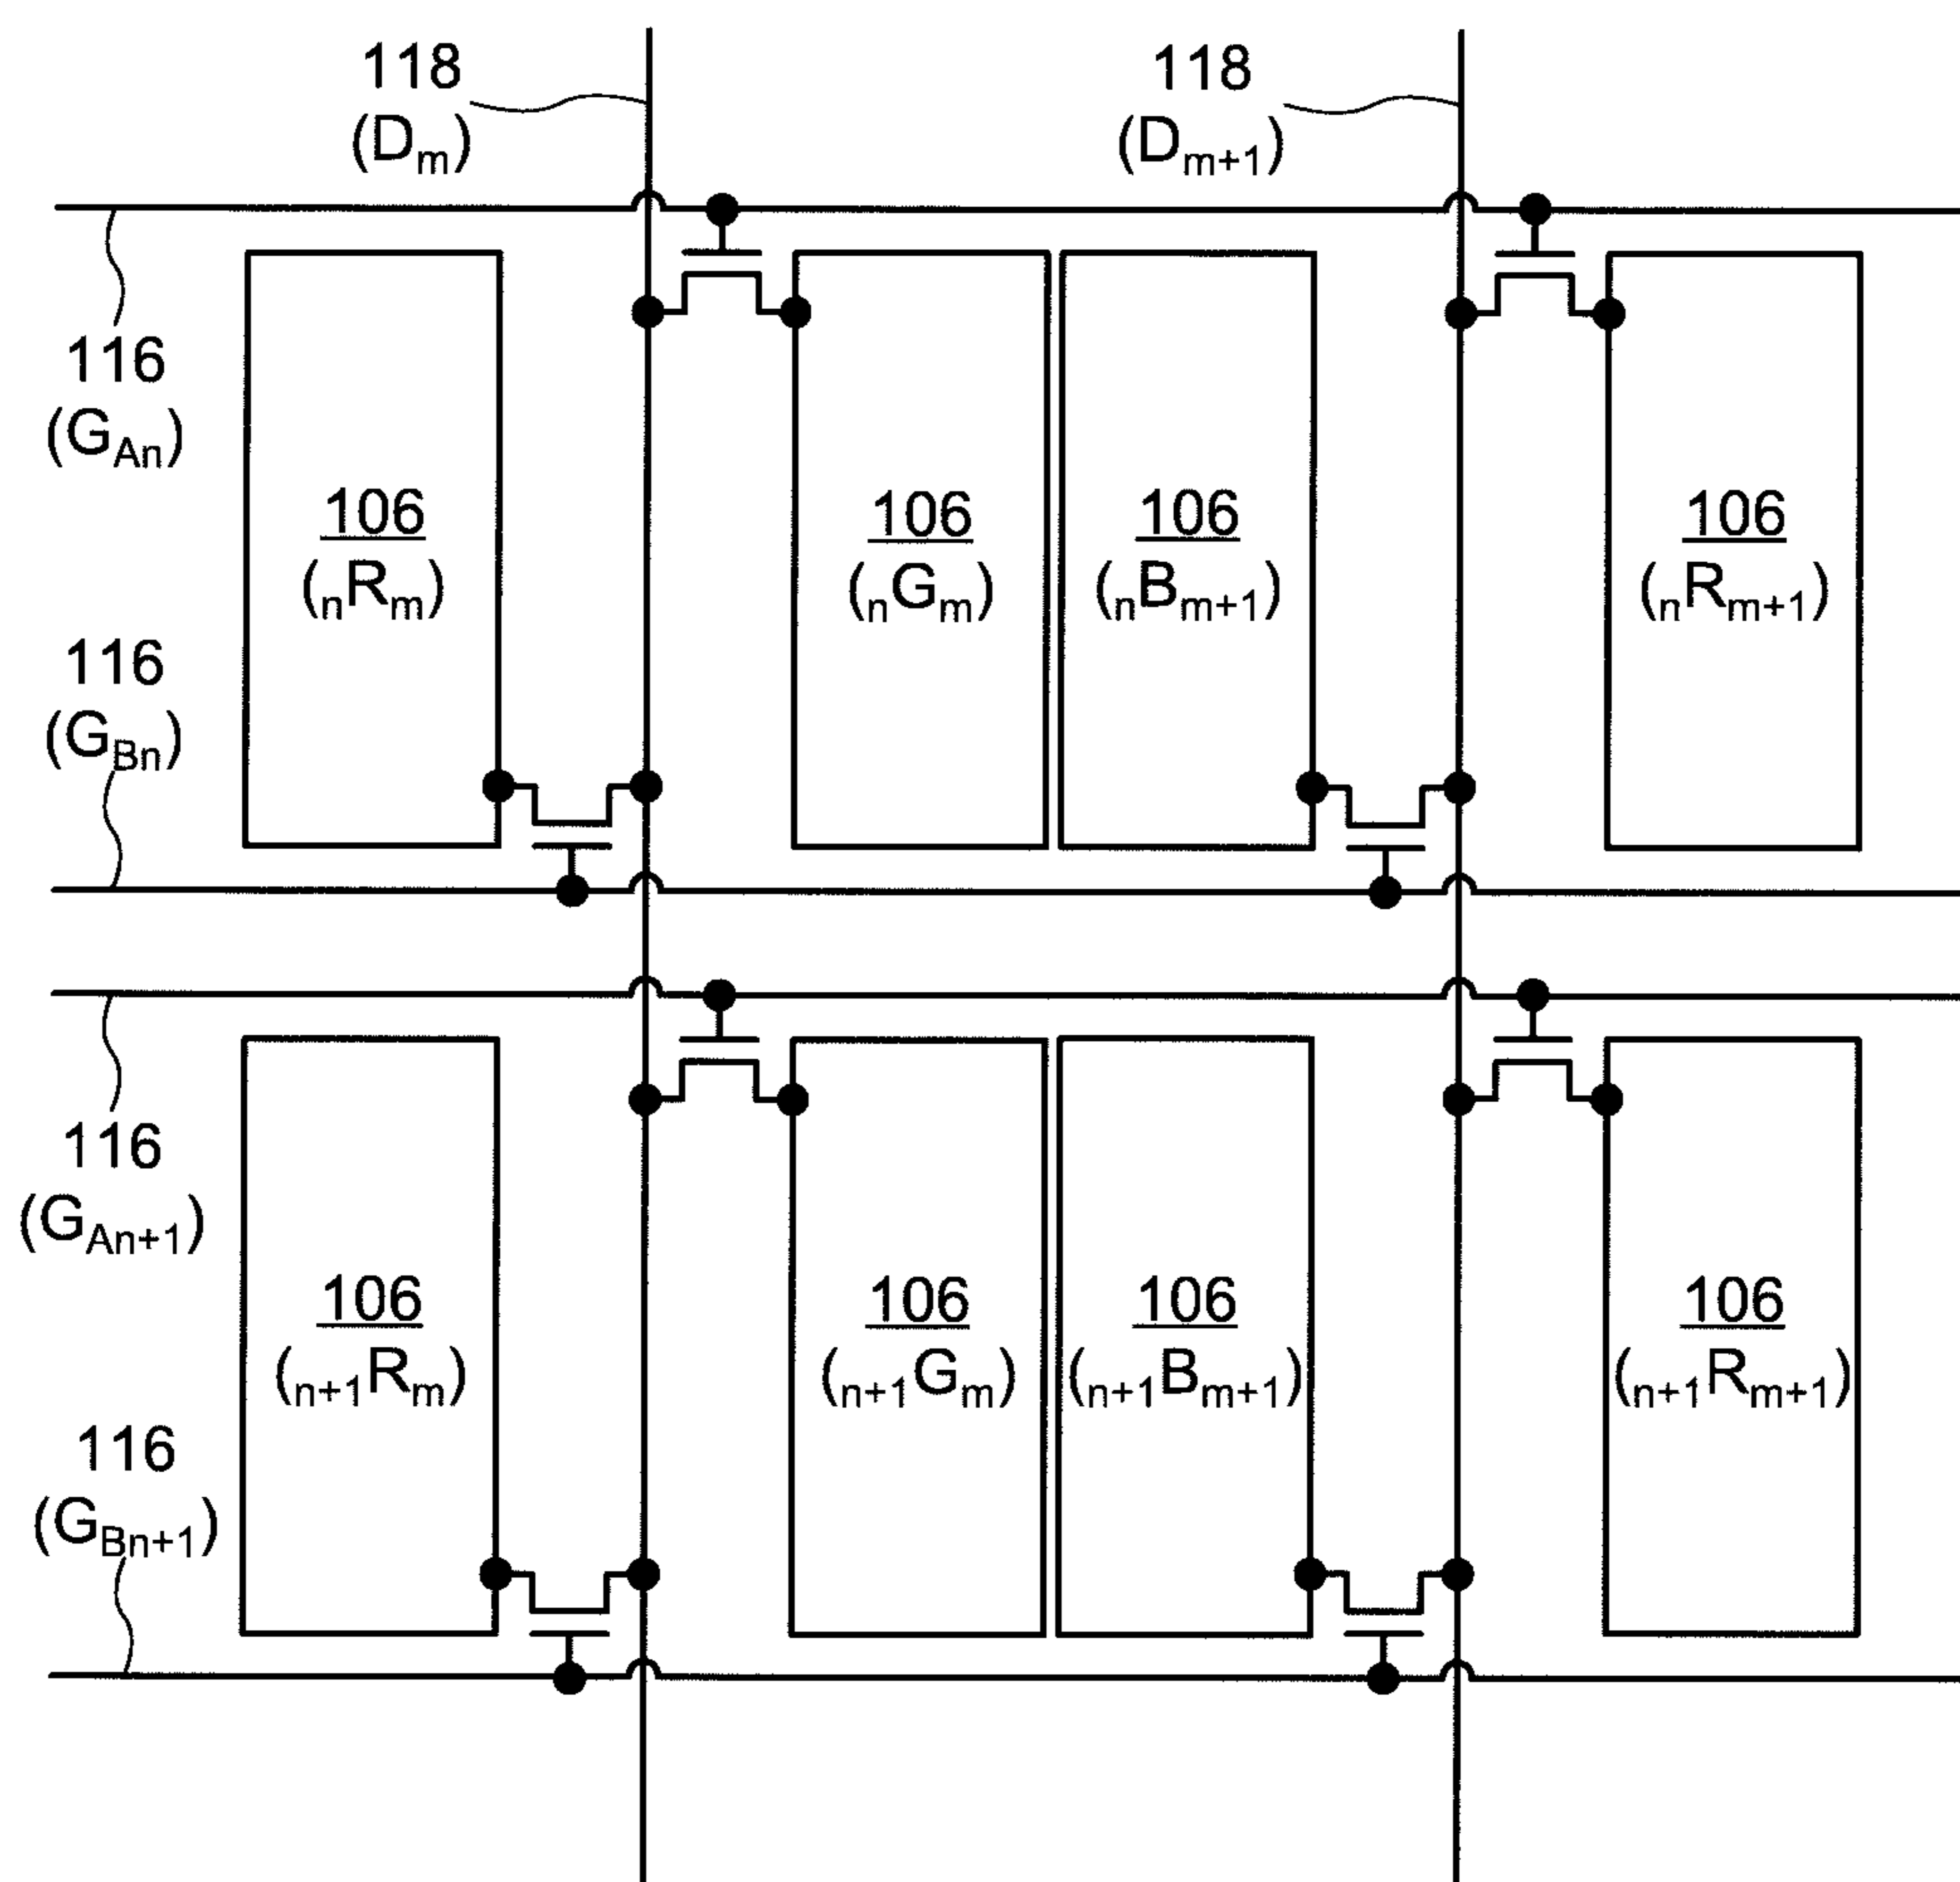 118
(Dm)
118
(Dm+1)
116
(GAn)
106
(nRm)
106
(nGm)
106
(nBm+1)
106
(nRm+1)
116
(GBn)
116
(GAn+1)
106
(n+1Rm)
106
(n+1Gm)
106
(n+1Bm+1)
106
(n+1Rm+1)
116
(GBn+1)